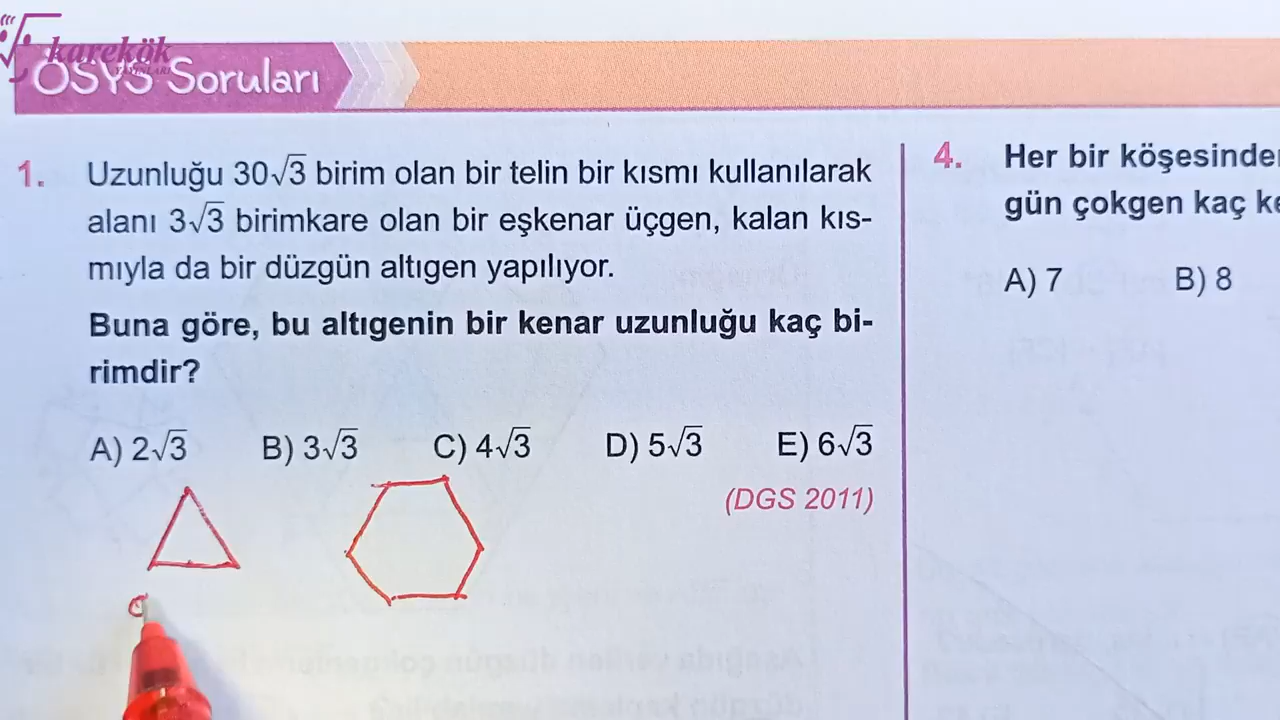 karekök
YAYINLARI
ÖSYS Soruları
1. Uzunluğu 30√3 birim olan bir telin bir kısmı kullanılarak
alanı 3√3 birimkare olan bir eşkenar üçgen, kalan kıs-
mıyla da bir düzgün altıgen yapılıyor.
Buna göre, bu altıgenin bir kenar uzunluğu kaç bi-
rimdir?
A) 2√3 B) 3√3 C) 4√3 D) 5√3 E) 6√3
(DGS 2011)
4. Her bir köşesinde
gün çokgen kaç ke
A) 7 B) 8